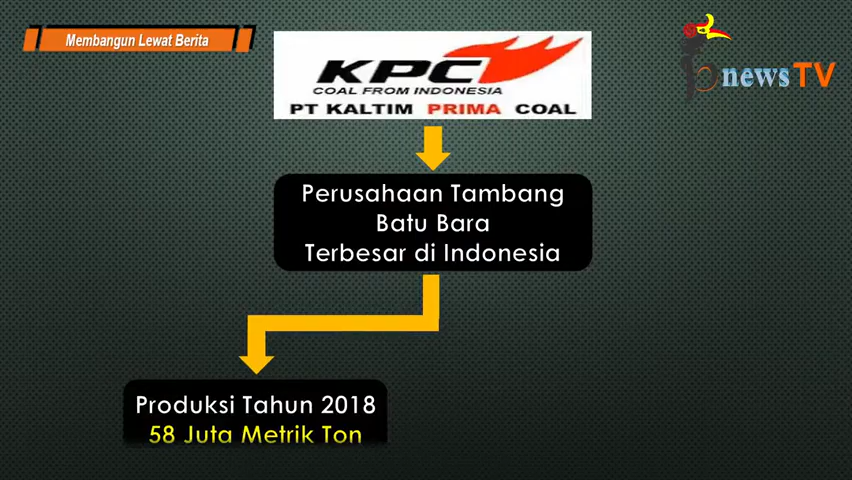 Membangun Lewat Berita
newsTV
KPC
COAL FROM INDONESIA
PT KALTIM PRIMA COAL
Perusahaan Tambang
Batu Bara
Terbesar di Indonesia
Produksi Tahun 2018
58 Juta Metrik Ton